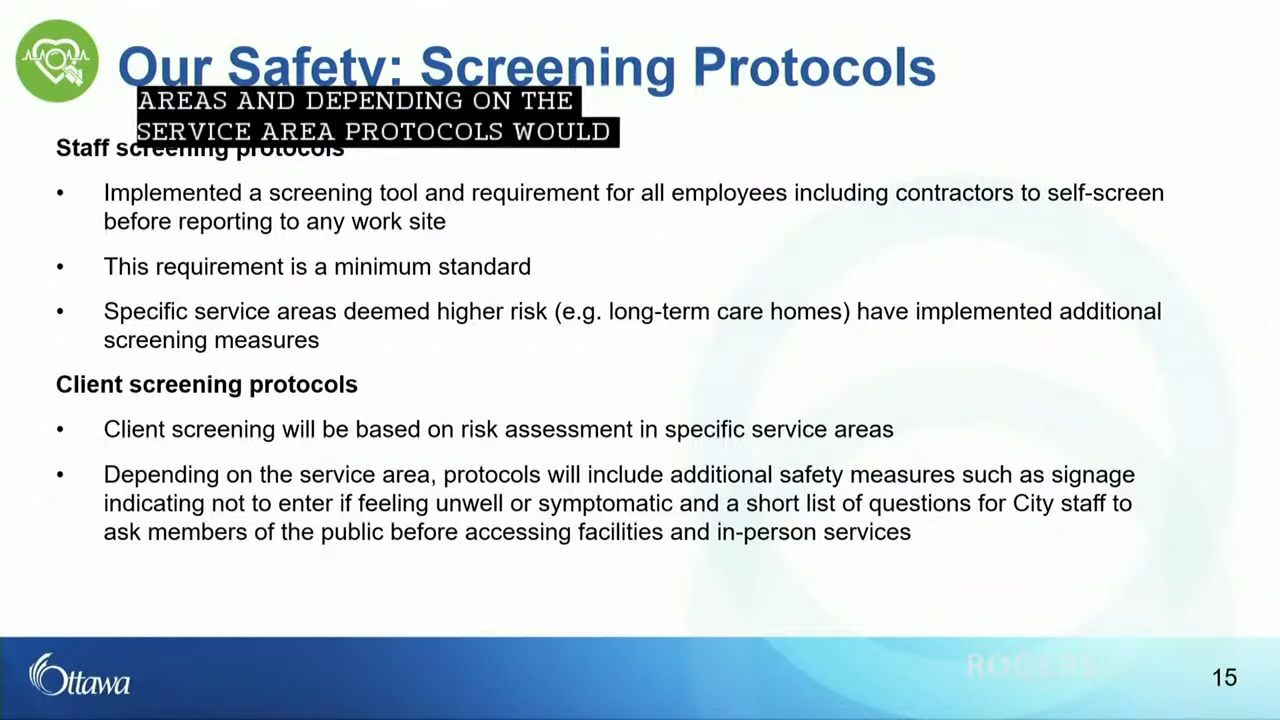 Our Safety: Screening Protocols
AREAS AND DEPENDING ON THE
SERVICE AREA PROTOCOLS WOULD
Staff screening protocols
• Implemented a screening tool and requirement for all employees including contractors to self-screen
before reporting to any work site
• This requirement is a minimum standard
• Specific service areas deemed higher risk (e.g. long-term care homes) have implemented additional
screening measures
Client screening protocols
• Client screening will be based on risk assessment in specific service areas
• Depending on the service area, protocols will include additional safety measures such as signage
indicating not to enter if feeling unwell or symptomatic and a short list of questions for City staff to
ask members of the public before accessing facilities and in-person services
Ottawa
ROGERS
15